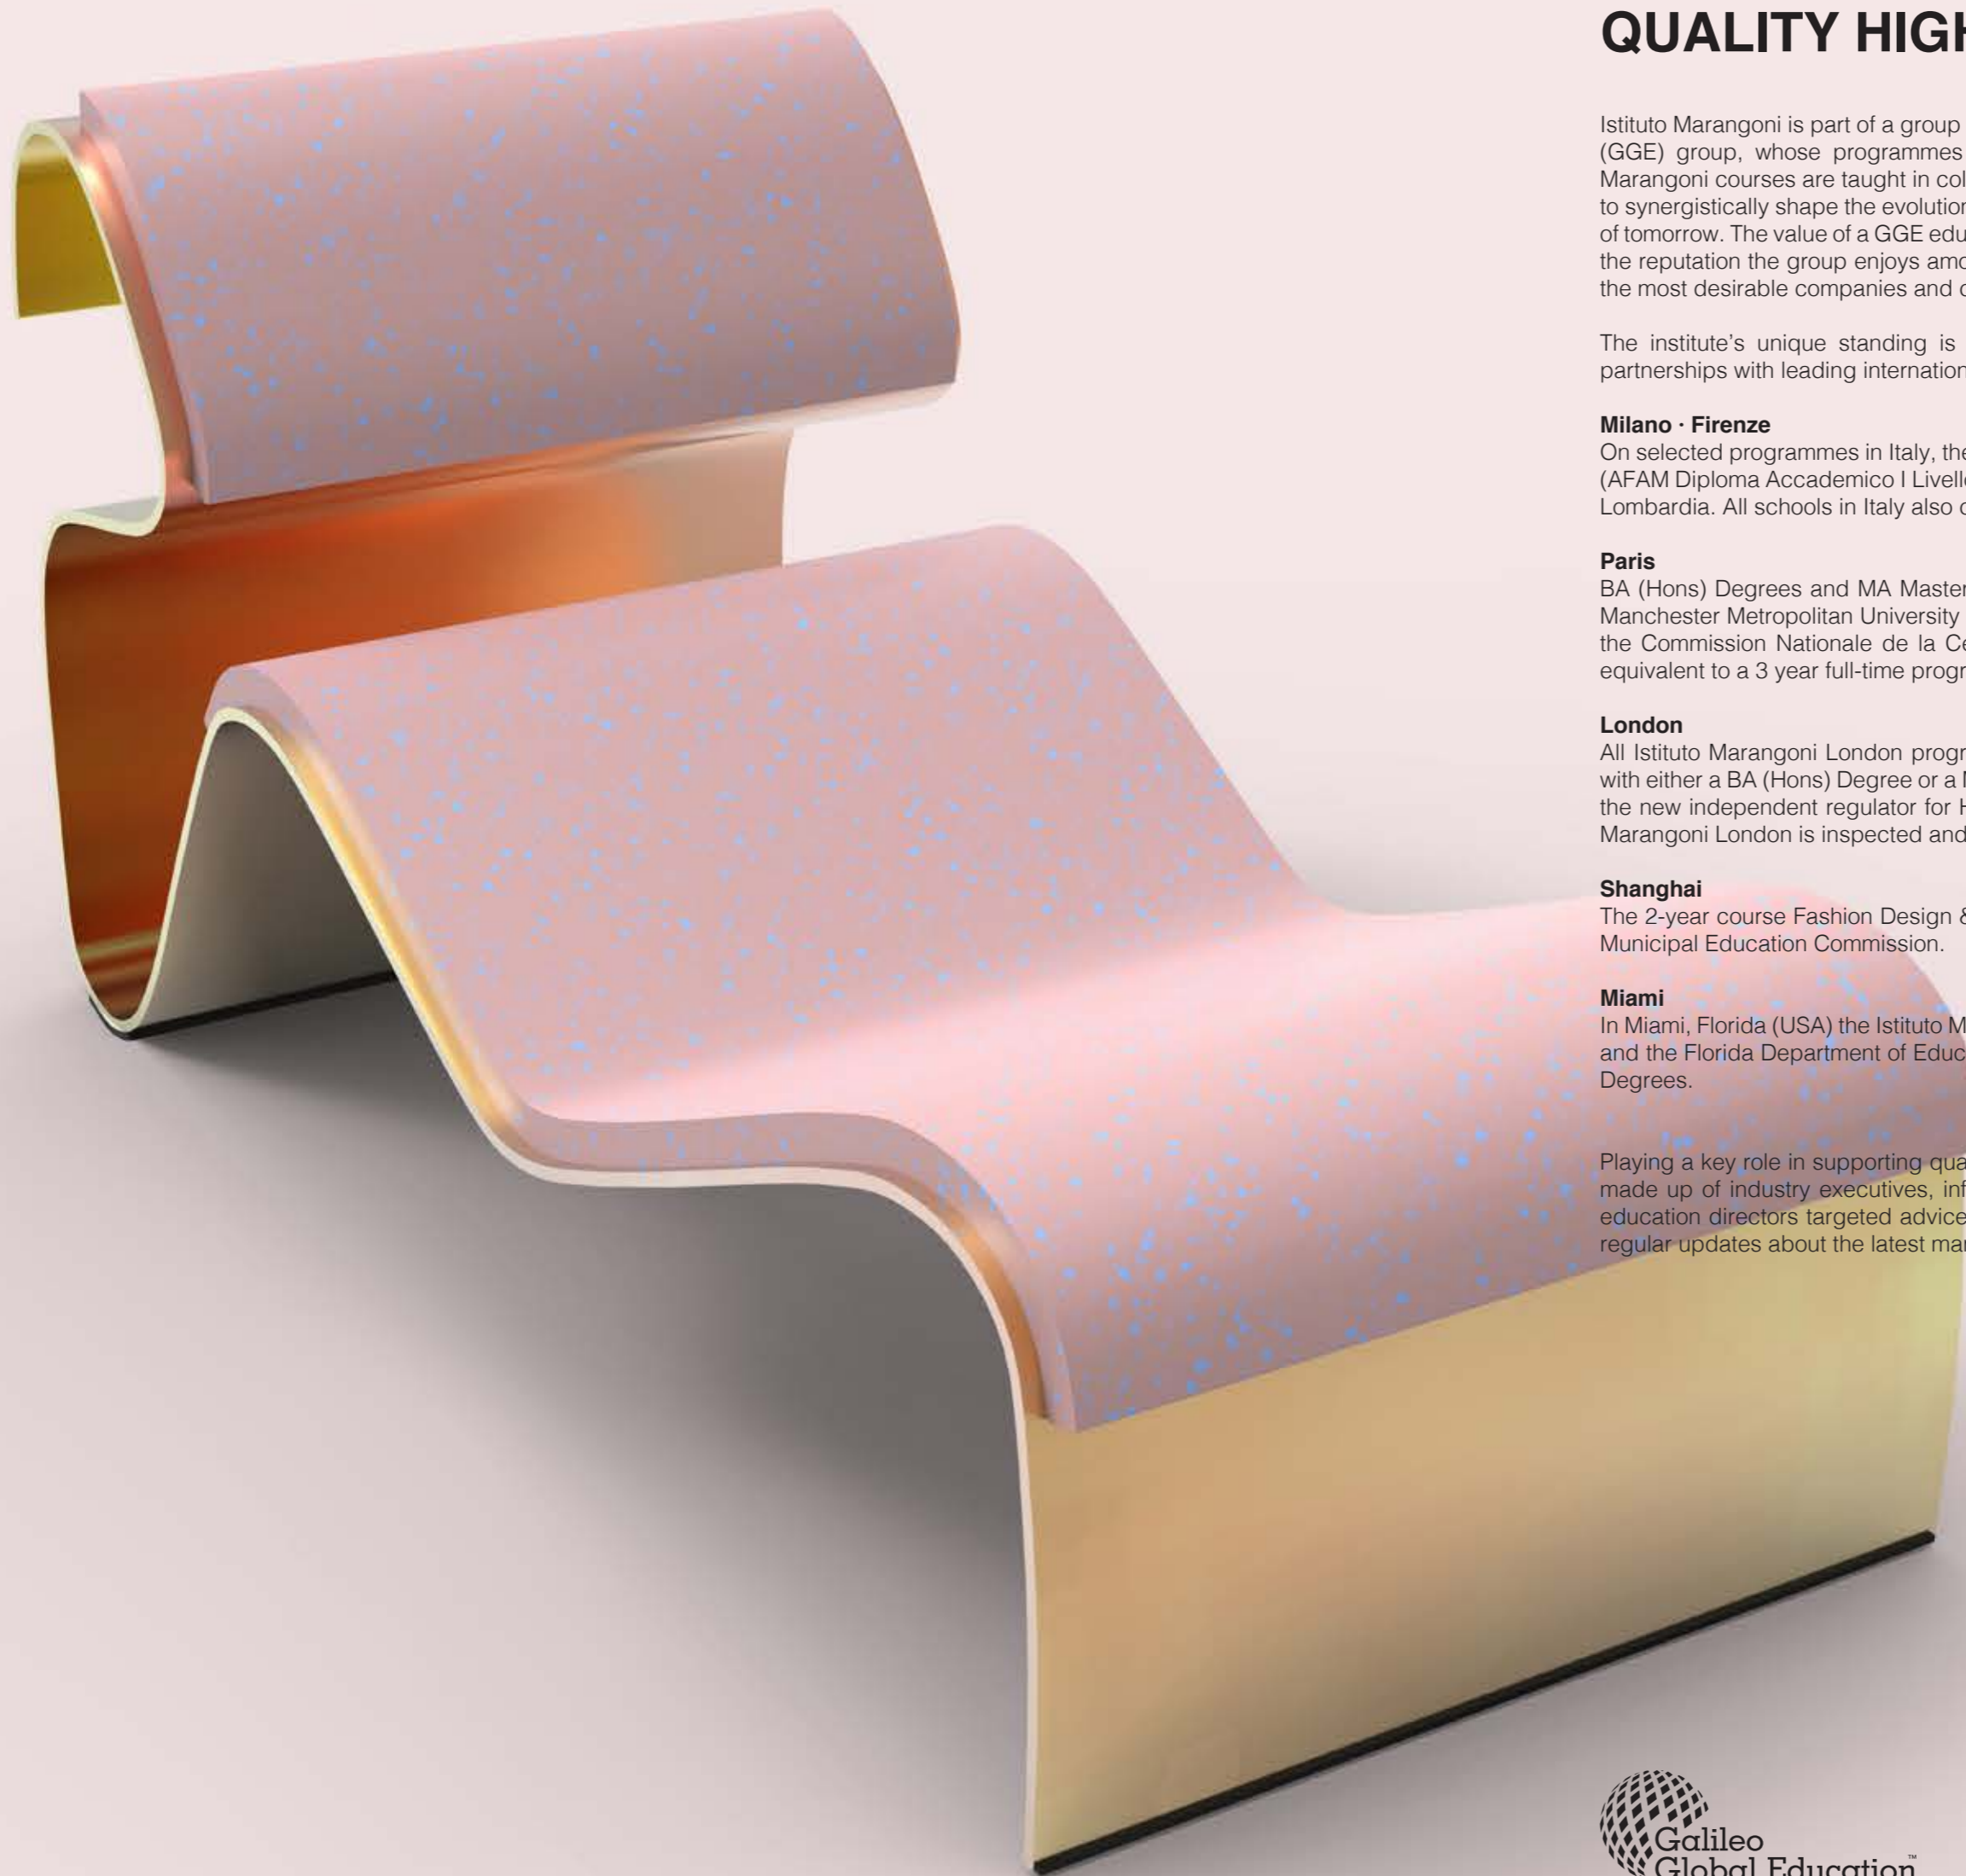 QUALITY HIGH
Istituto Marangoni is part of a group
(GGE) group, whose programmes
Marangoni courses are taught in col
to synergistically shape the evolution
of tomorrow. The value of a GGE edu
the reputation the group enjoys amo
the most desirable companies and
The institute's unique standing is
partnerships with leading internation
Milano · Firenze
On selected programmes in Italy, the
(AFAM Diploma Accademico I Livello
Lombardia. All schools in Italy also
Paris
BA (Hons) Degrees and MA Master
Manchester Metropolitan University
the Commission Nationale de la Ce
equivalent to a 3 year full-time progr
London
All Istituto Marangoni London progr
with either a BA (Hons) Degree or a
the new independent regulator for H
Marangoni London is inspected and
Shanghai
The 2-year course Fashion Design &
Municipal Education Commission.
Miami
In Miami, Florida (USA) the Istituto M
and the Florida Department of Educ
Degrees.
Playing a key role in supporting qua
made up of industry executives, inf
education directors targeted advice
regular updates about the latest mar
Galileo
Global Education™